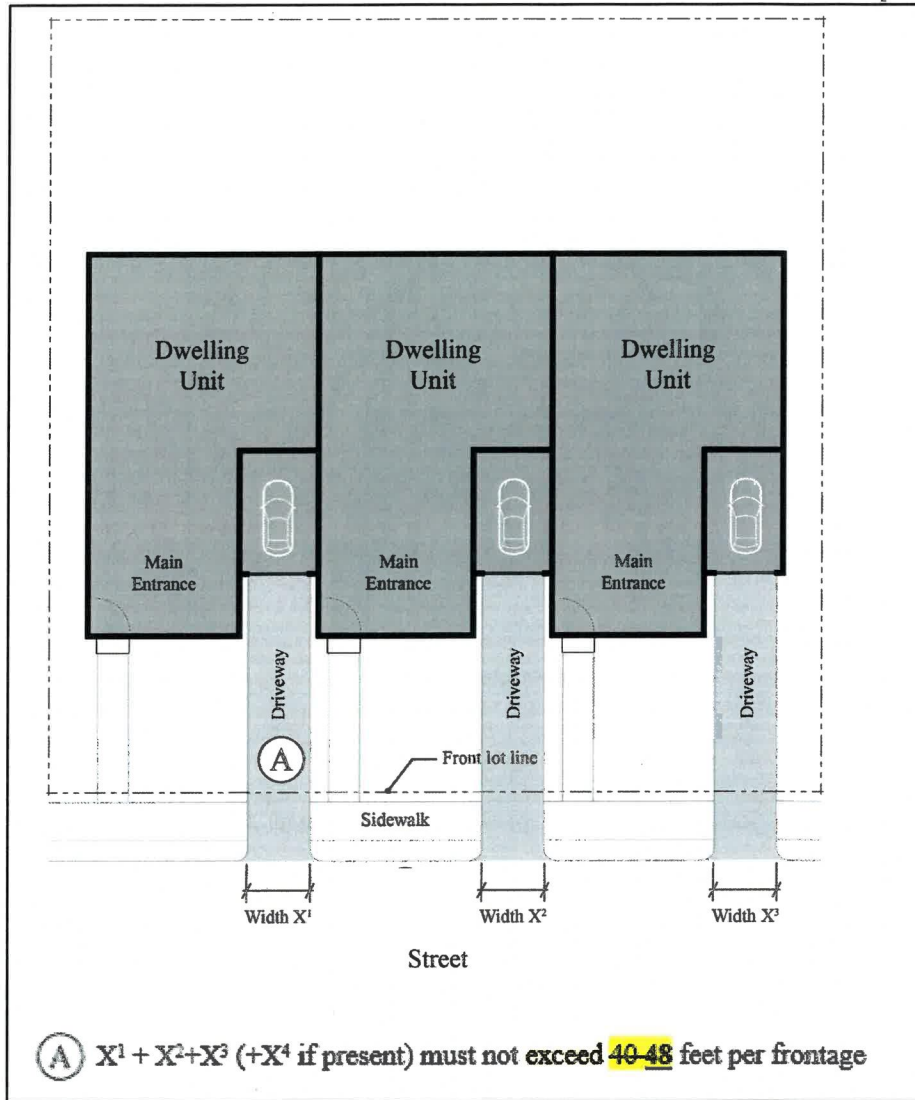 Dwelling Dwelling Dwelling
Unit Unit Unit
Main Main Main
Entrance Entrance Entrance
Driveway Driveway Driveway
A
Front lot line
Sidewalk
Width X¹ Width X² Width X³
Street
A X¹ + X²+X³ (+X⁴ if present) must not exceed 40 48 feet per frontage